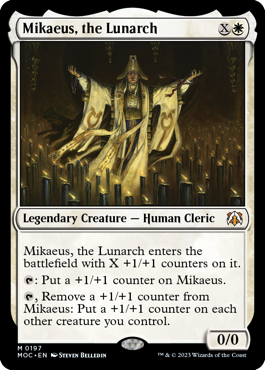 Mikaeus, the Lunarch XW
Legendary Creature — Human Cleric
Mikaeus, the Lunarch enters the
battlefield with X +1/+1 counters on it.
T: Put a +1/+1 counter on Mikaeus.
T, Remove a +1/+1 counter from
Mikaeus: Put a +1/+1 counter on each
other creature you control.
0/0
M 0197
MOC • EN STEVEN BELLEDIN ™ & © 2023 Wizards of the Coast